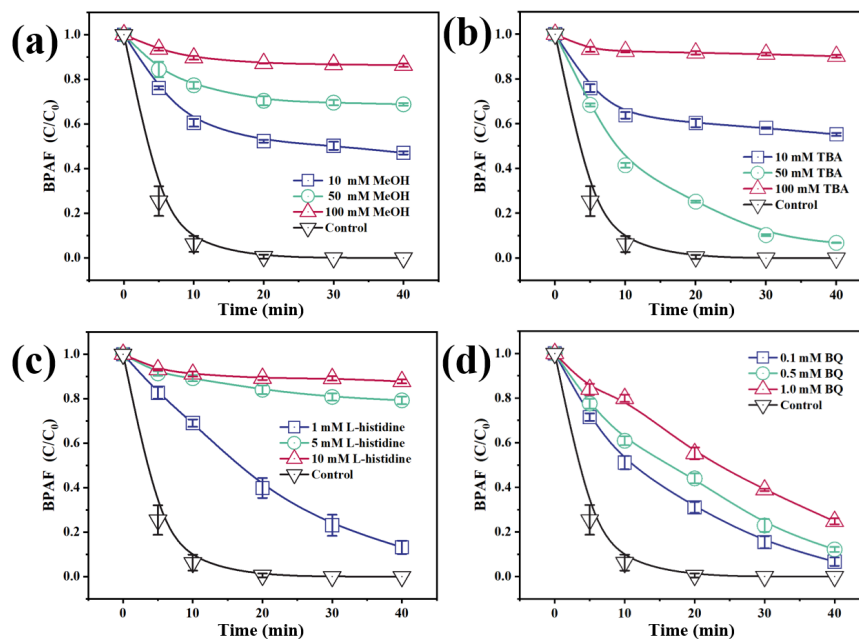 (a)
BPAF (C/C0)
1.0
0.8
0.6
0.4
0.2
0.0
10 mM MeOH
50 mM MeOH
100 mM MeOH
Control
0 10 20 30 40
Time (min)
(b)
BPAF (C/C0)
1.0
0.8
0.6
0.4
0.2
0.0
10 mM TBA
50 mM TBA
100 mM TBA
Control
0 10 20 30 40
Time (min)
(c)
BPAF (C/C0)
1.0
0.8
0.6
0.4
0.2
0.0
1 mM L-histidine
5 mM L-histidine
10 mM L-histidine
Control
0 10 20 30 40
Time (min)
(d)
BPAF (C/C0)
1.0
0.8
0.6
0.4
0.2
0.0
0.1 mM BQ
0.5 mM BQ
1.0 mM BQ
Control
0 10 20 30 40
Time (min)